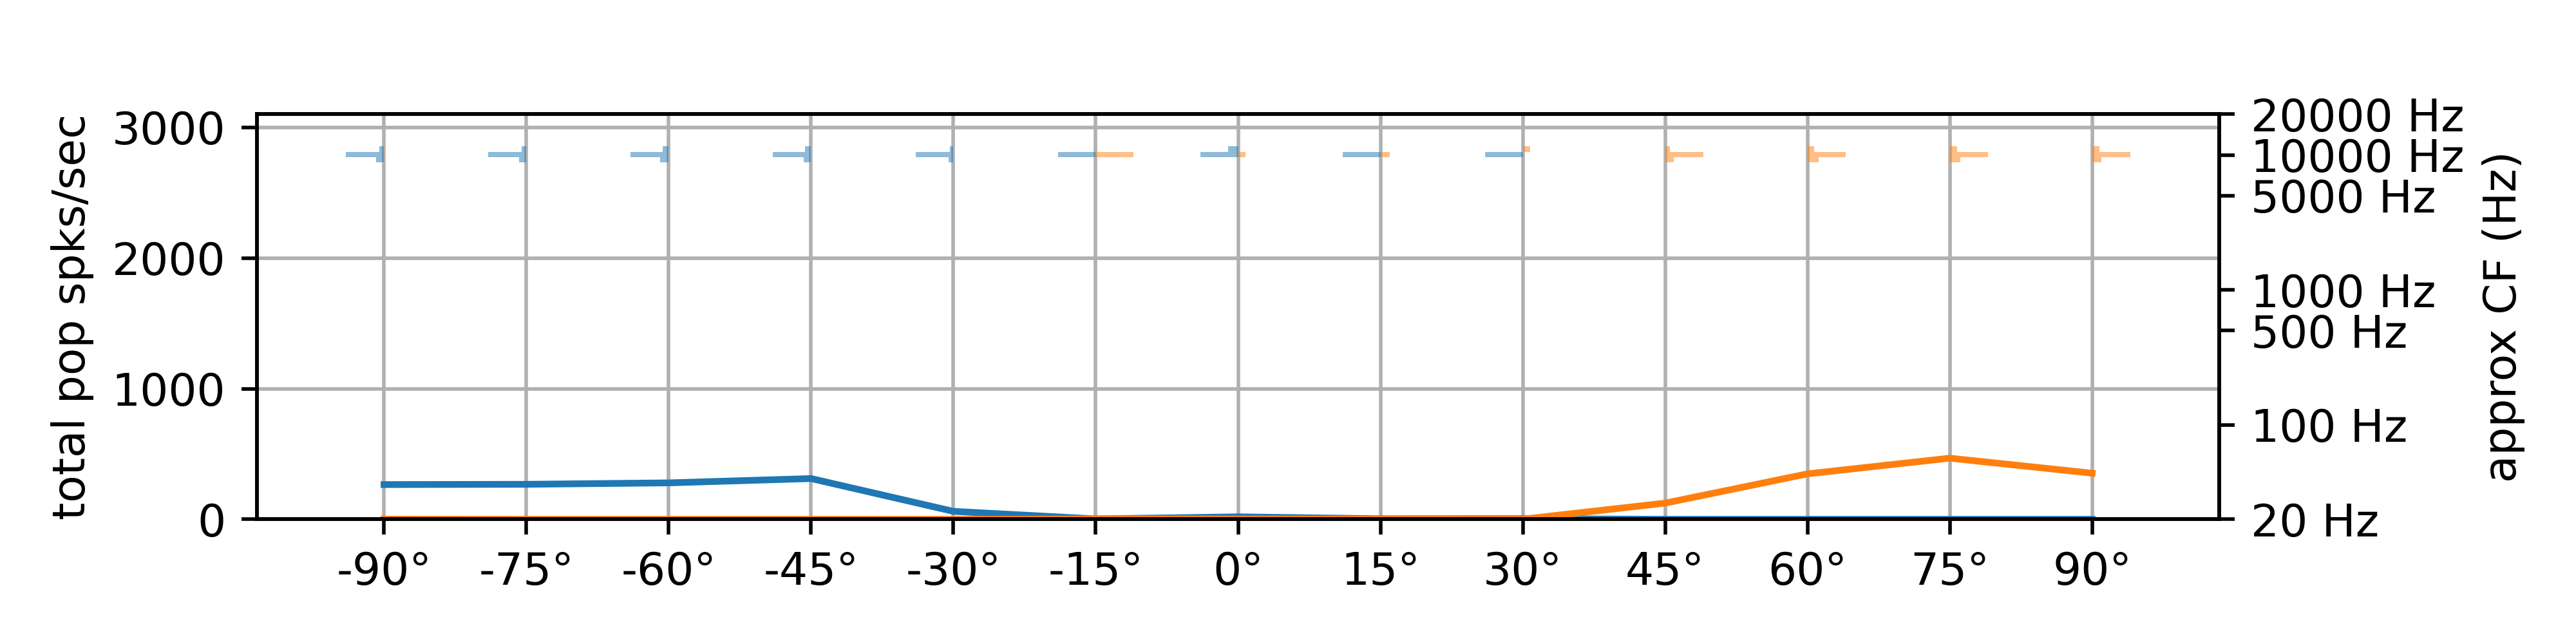 total pop spks/sec
3000
2000
1000
0
-90°
-75°
-60°
-45°
-30°
-15°
0°
15°
30°
45°
60°
75°
90°
20000 Hz
10000 Hz
5000 Hz
1000 Hz
500 Hz
100 Hz
20 Hz
approx CF (Hz)